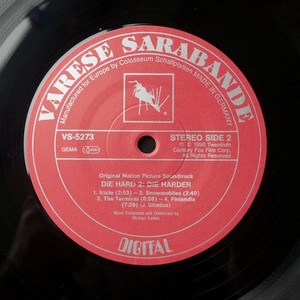 VARESE SARABANDE
Manufactured for Europe by Colosseum Schallplatten MADE IN GERMANY
VS-5273
STEREO SIDE 2
GEMA
℗ © 1990 Twentieth
Century Fox Film Corp.
All Rights Reserved
Original Motion Picture Soundtrack
DIE HARD 2: DIE HARDER
1. Icicle (2:53) – 2. Snowmobiles (2:40)
3. The Terminal (8:08) – 4. Finlandia
(7:20) (J. Sibelius)
Music Composed and Conducted by
Michael Kamen
DIGITAL